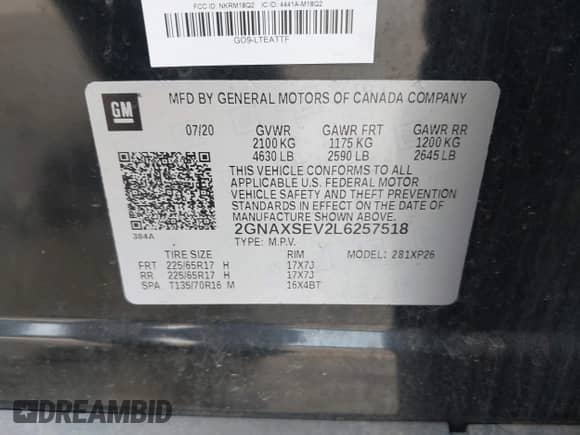 FCC ID: NKRM18Q2 IC ID: 4441A-M18Q2
GO9-LTEATTF
GM
MFD BY GENERAL MOTORS OF CANADA COMPANY
07/20 GVWR GAWR FRT GAWR RR
2100 KG 1175 KG 1200 KG
4630 LB 2590 LB 2645 LB
THIS VEHICLE CONFORMS TO ALL
APPLICABLE U.S. FEDERAL MOTOR
VEHICLE SAFETY AND THEFT PREVENTION
STANDARDS IN EFFECT ON THE DATE OF
MANUFACTURE SHOWN ABOVE.
384A
2GNAXSEV2L6257518
TYPE: M.P.V.
TIRE SIZE RIM MODEL: 281XP26
FRT 225/65R17 H 17X7J
RR 225/65R17 H 17X7J
SPA T135/70R16 M 16X4BT
DREAMBID